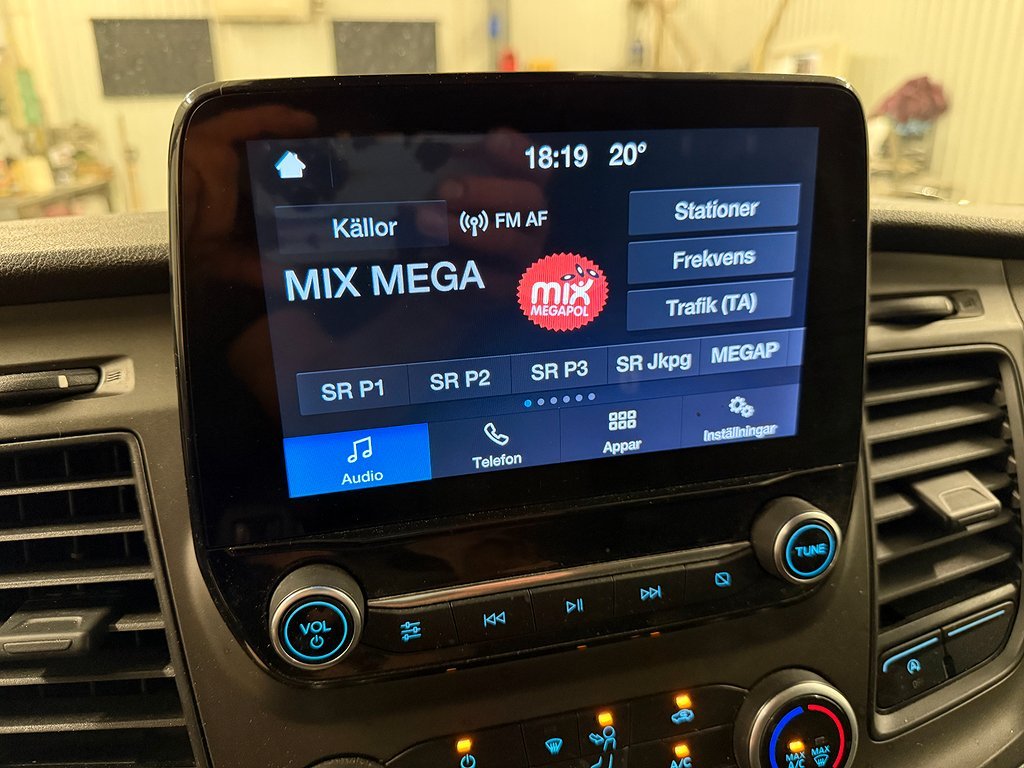 18:19 20°
Källor
FM AF
Stationer
MIX MEGA
mix
MEGAPOL
Frekvens
Trafik (TA)
SR P1
SR P2
SR P3
SR Jkpg
MEGAP
Audio
Telefon
Appar
Inställningar
VOL
TUNE
A
A/C
MAX
A/C
MAX